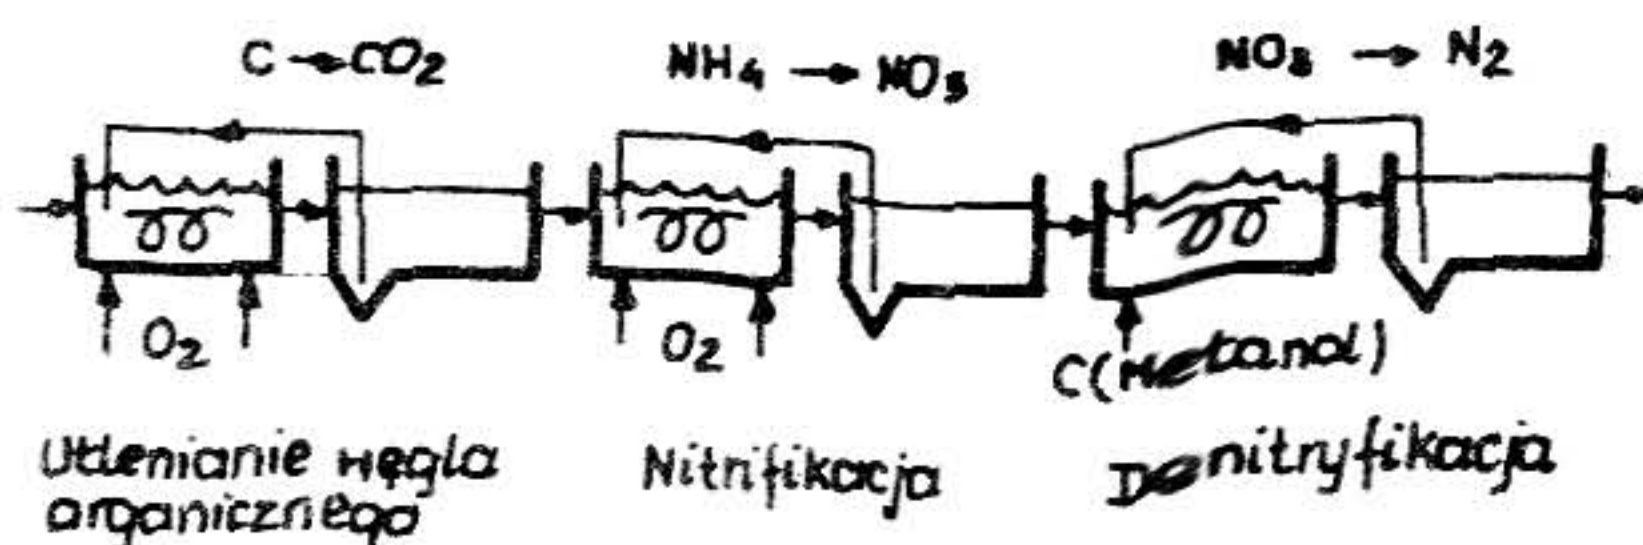 C → CO2
NH4 → NO3
NO3 → N2
O2
O2
C(Metanol)
Utlenianie węgla
organicznego
Nitrifikacja
Denitryfikacja